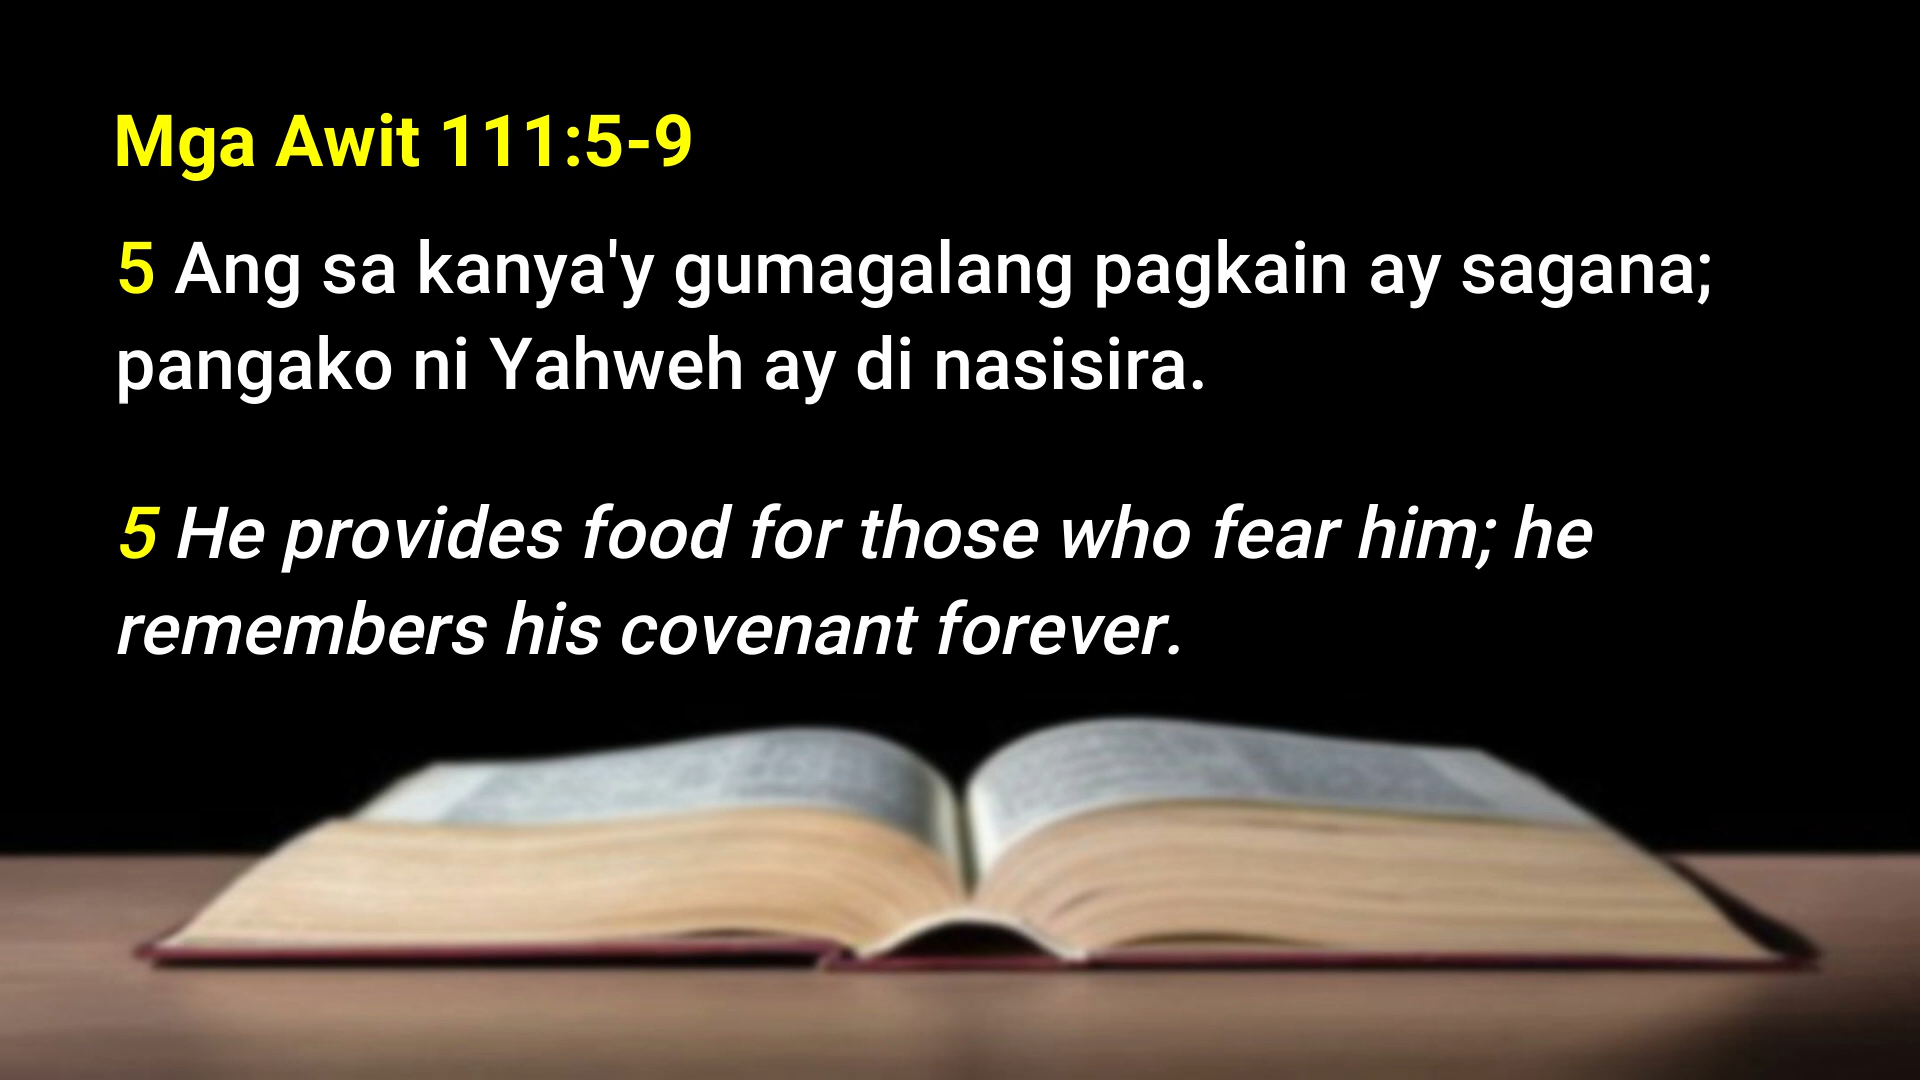 Mga Awit 111:5-9
5 Ang sa kanya'y gumagalang pagkain ay sagana;
pangako ni Yahweh ay di nasisira.
5 He provides food for those who fear him; he
remembers his covenant forever.